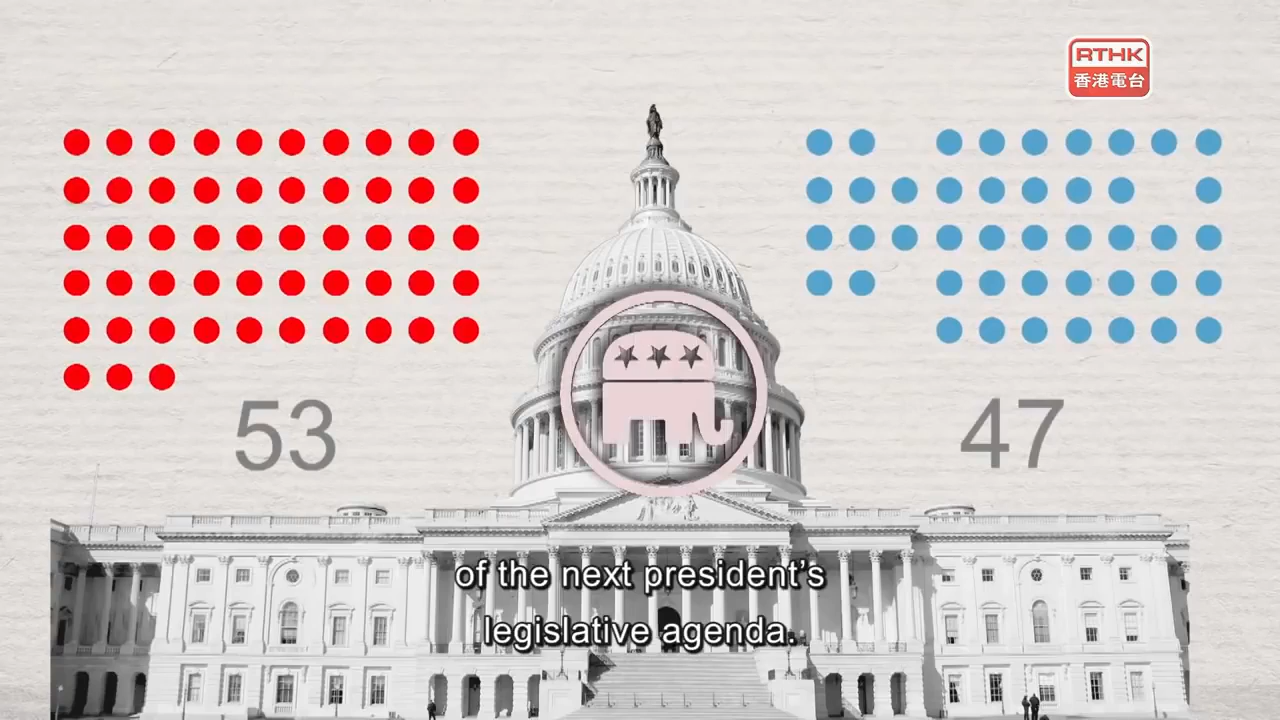 RTHK
香港電台
53
47
of the next president's
legislative agenda.